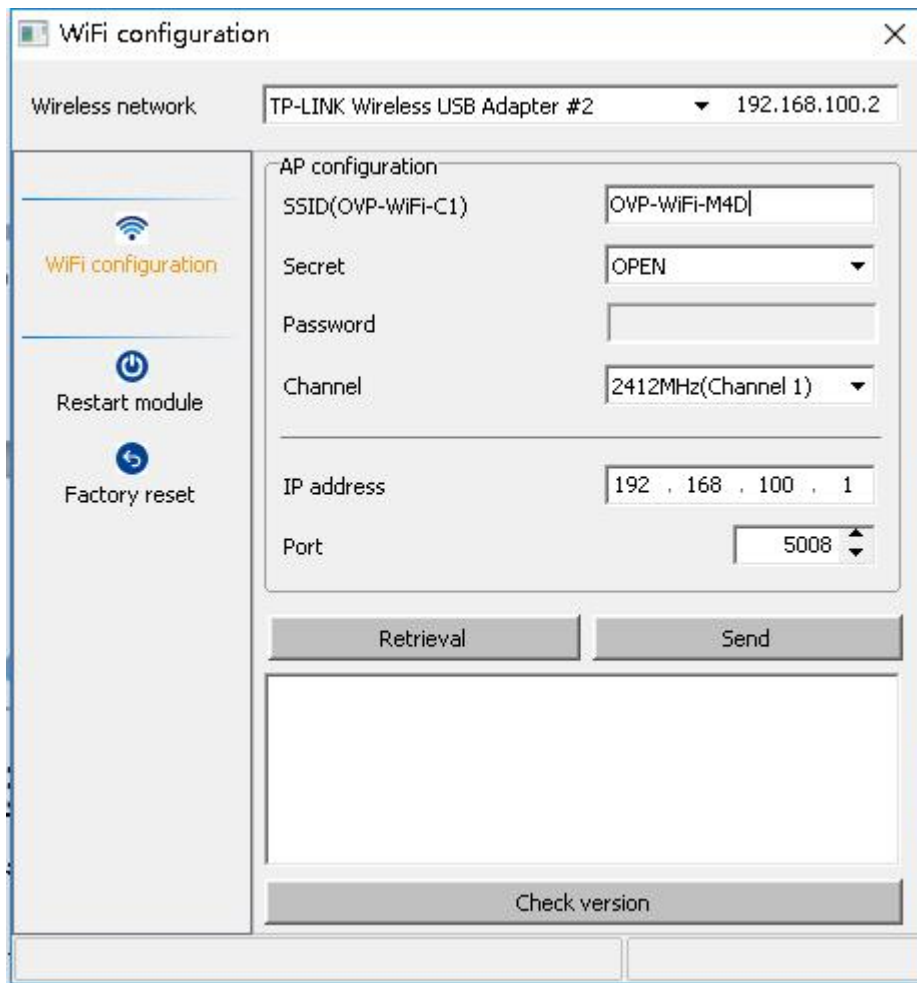 WiFi configuration
Wireless network TP-LINK Wireless USB Adapter #2 192.168.100.2
AP configuration
SSID(OVP-WiFi-C1) OVP-WiFi-M4D
WiFi configuration
Secret OPEN
Password
Channel 2412MHz(Channel 1)
Restart module
Factory reset
IP address 192 . 168 . 100 . 1
Port 5008
Retrieval Send
Check version